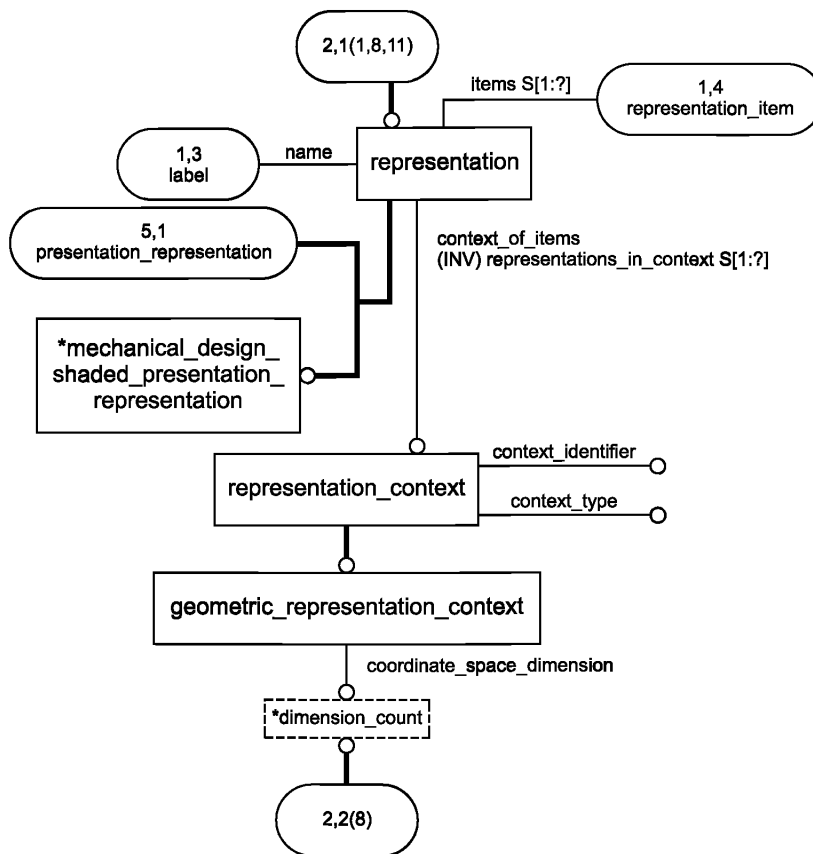 2,1(1,8,11)
items S[1:?]
1,4
representation_item
1,3
label
name
representation
5,1
presentation_representation
context_of_items
(INV) representations_in_context S[1:?]
*mechanical_design_
shaded_presentation_
representation
representation_context
context_identifier
context_type
geometric_representation_context
coordinate_space_dimension
*dimension_count
2,2(8)